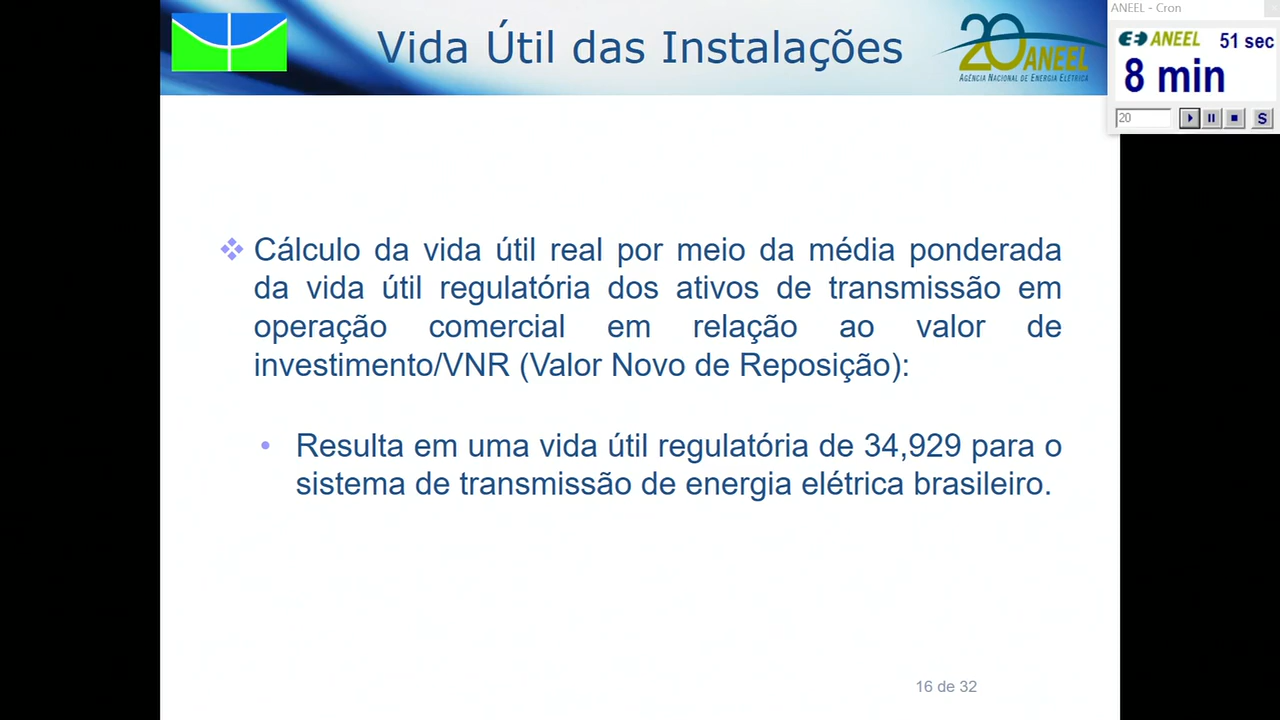 Vida Útil das Instalações
20 ANEEL
AGÊNCIA NACIONAL DE ENERGIA ELÉTRICA
ANEEL - Cron
ANEEL 51 sec
8 min
20
S
Cálculo da vida útil real por meio da média ponderada
da vida útil regulatória dos ativos de transmissão em
operação comercial em relação ao valor de
investimento/VNR (Valor Novo de Reposição):
• Resulta em uma vida útil regulatória de 34,929 para o
sistema de transmissão de energia elétrica brasileiro.
16 de 32